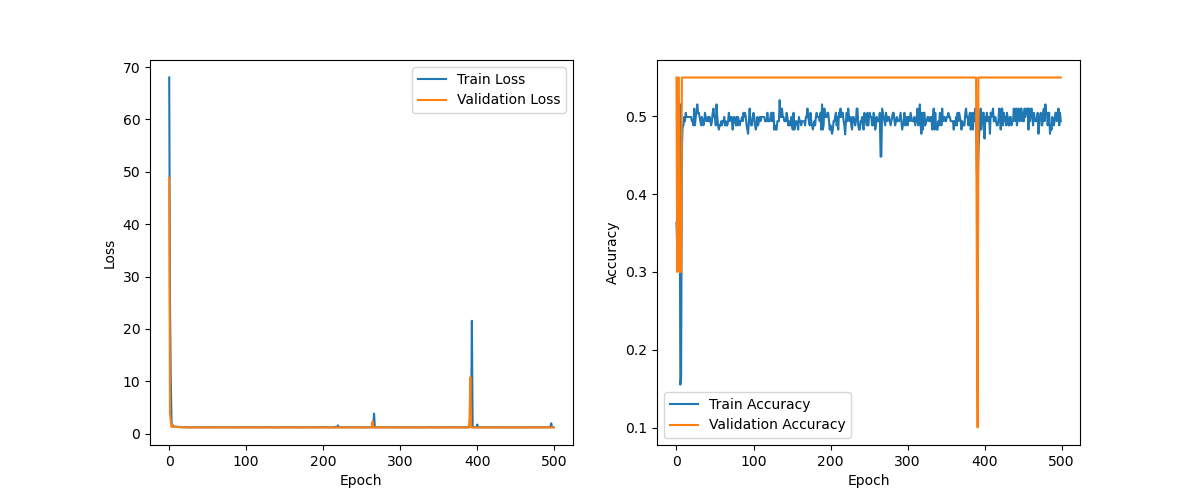 70
60
50
40
30
20
10
0
Loss
0 100 200 300 400 500
Epoch
Train Loss
Validation Loss
0.5
0.4
0.3
0.2
0.1
Accuracy
0 100 200 300 400 500
Epoch
Train Accuracy
Validation Accuracy